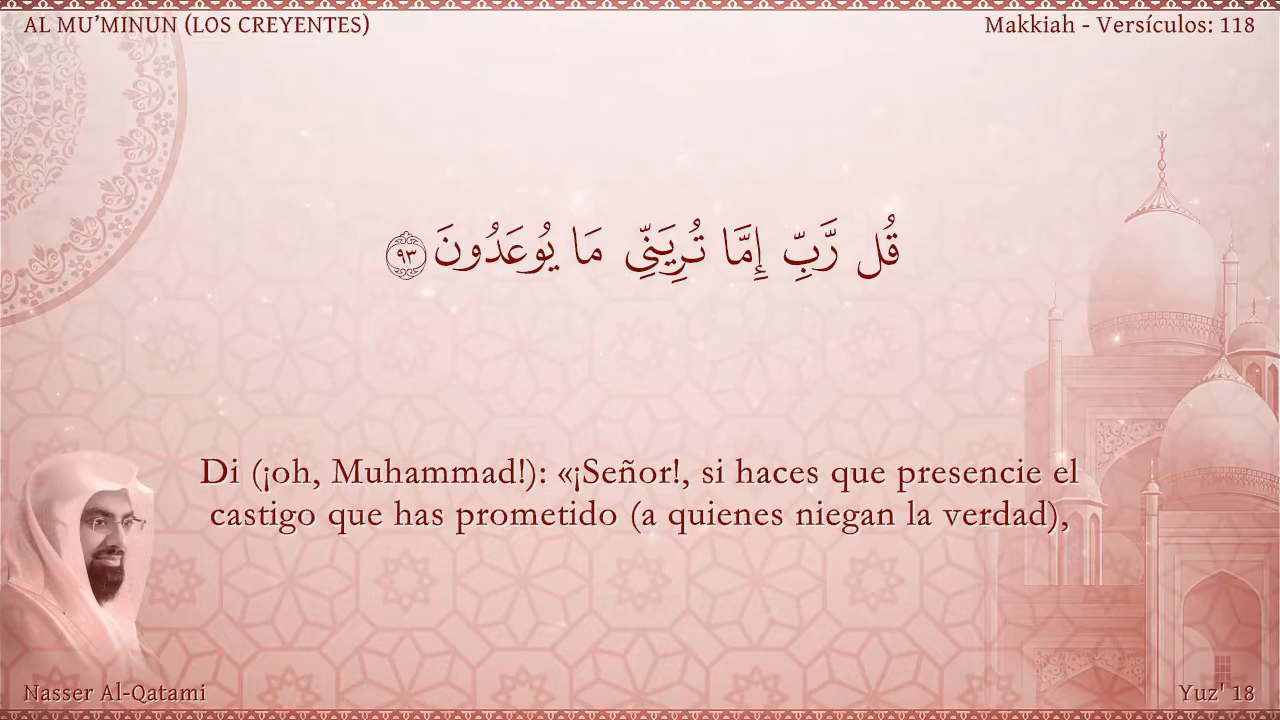 AL MU’MINUN (LOS CREYENTES)
Makkiah - Versículos: 118
قُل رَّبِّ إِمَّا تُرِيَنِّى مَا يُوعَدُونَ ٩٣
Di (¡oh, Muhammad!): «¡Señor!, si haces que presencie el
castigo que has prometido (a quienes niegan la verdad),
Nasser Al-Qatami
Yuz' 18